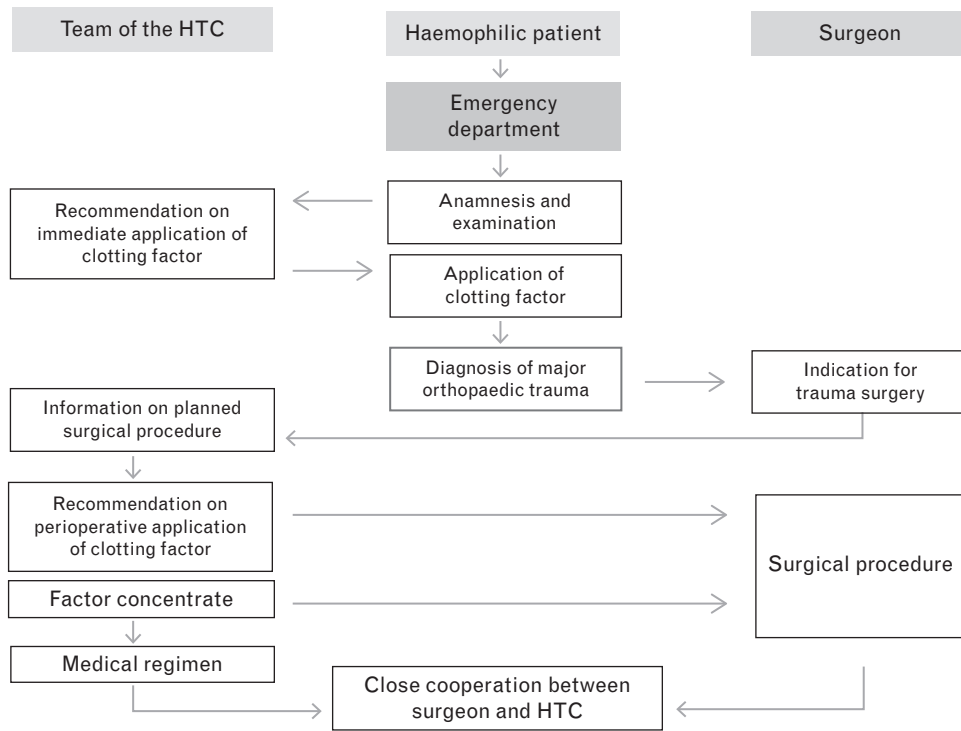 Team of the HTC
Haemophilic patient
Surgeon
Emergency
department
Anamnesis and
examination
Recommendation on
immediate application of
clotting factor
Application of
clotting factor
Diagnosis of major
orthopaedic trauma
Indication for
trauma surgery
Information on planned
surgical procedure
Recommendation on
perioperative application
of clotting factor
Surgical procedure
Factor concentrate
Medical regimen
Close cooperation between
surgeon and HTC